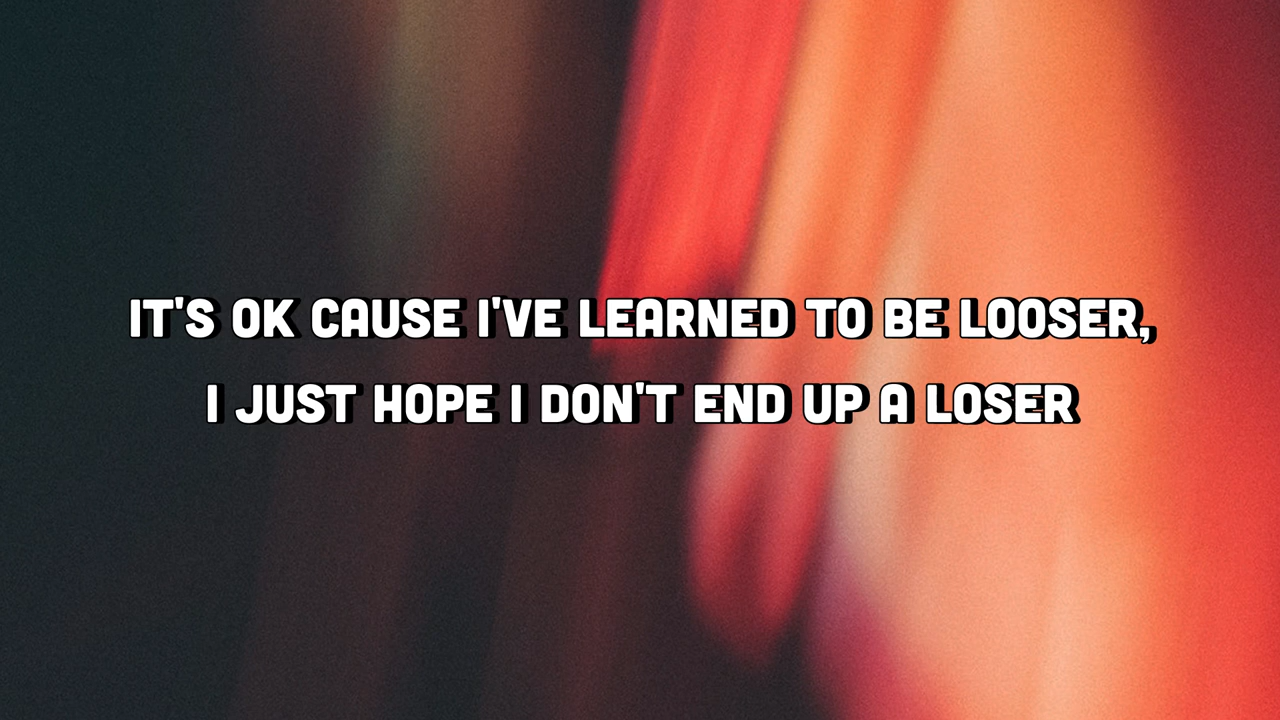 IT'S OK CAUSE I'VE LEARNED TO BE LOOSER,
I JUST HOPE I DON'T END UP A LOSER